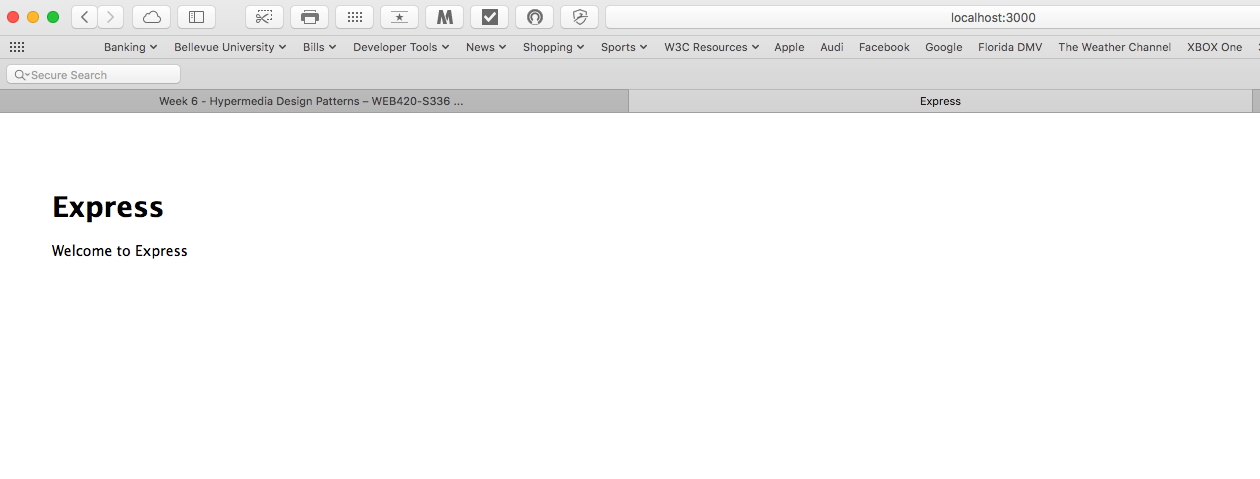 localhost:3000
Banking Bellevue University Bills Developer Tools News Shopping Sports W3C Resources Apple Audi Facebook Google Florida DMV The Weather Channel XBOX One
Secure Search
Week 6 - Hypermedia Design Patterns – WEB420-S336 ... Express
Express
Welcome to Express